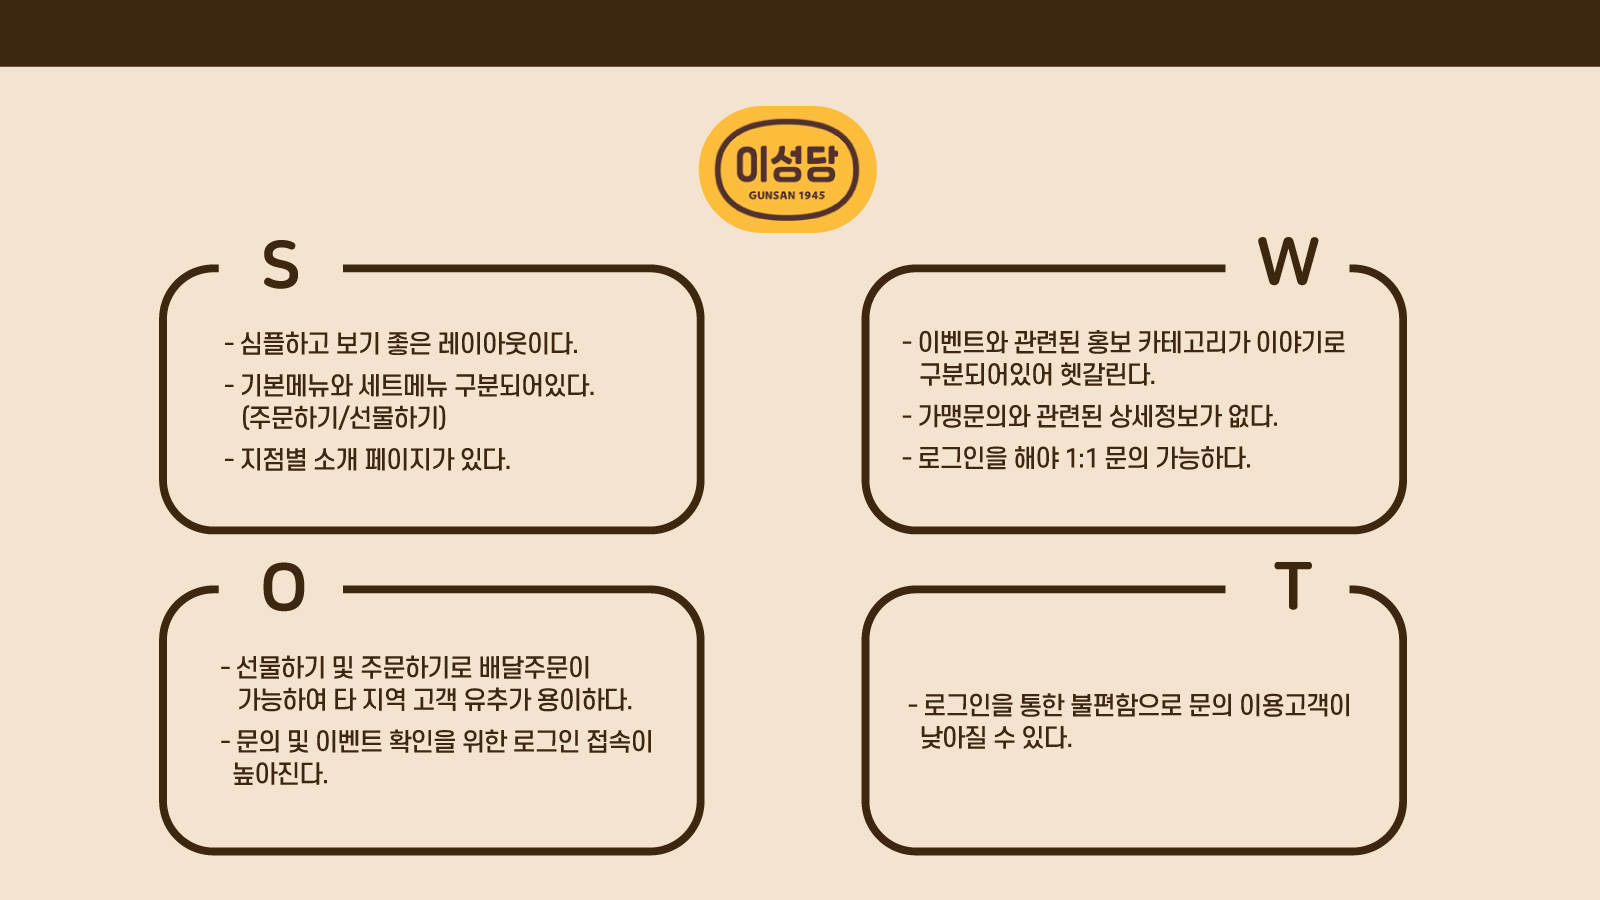 이성당
GUNSAN 1945
S
- 심플하고 보기 좋은 레이아웃이다.
- 기본메뉴와 세트메뉴 구분되어있다.
(주문하기/선물하기)
- 지점별 소개 페이지가 있다.
W
- 이벤트와 관련된 홍보 카테고리가 이야기로
구분되어있어 헷갈린다.
- 가맹문의와 관련된 상세정보가 없다.
- 로그인을 해야 1:1 문의 가능하다.
O
- 선물하기 및 주문하기로 배달주문이
가능하여 타 지역 고객 유추가 용이하다.
- 문의 및 이벤트 확인을 위한 로그인 접속이
높아진다.
T
- 로그인을 통한 불편함으로 문의 이용고객이
낮아질 수 있다.